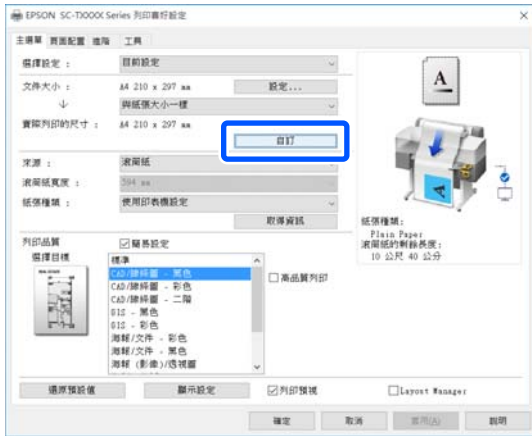 EPSON SC-TXXXX Series 列印喜好設定
主選單 頁面配置 進階 工具
選擇設定 : 目前設定
文件大小 : A4 210 x 297 mm 設定...
與紙張大小一樣
實際列印的尺寸 : A4 210 x 297 mm
自訂
來源 : 滾筒紙
滾筒紙寬度 : 594 mm
紙張種類 : 使用印表機設定
取得資訊
A
紙張種類:
Plain Paper
滾筒紙的剩餘長度:
10 公尺 40 公分
列印品質 簡易設定
選擇目標
標準
CAD/線條圖 - 黑色
CAD/線條圖 - 彩色
CAD/線條圖 - 二階
GIS - 黑色
GIS - 彩色
海報/文件 - 彩色
海報/文件 - 黑色
海報 (影像)/透視圖
高品質列印
還原預設值 顯示設定 列印預視 Layout Manager
確定 取消 套用(A) 說明